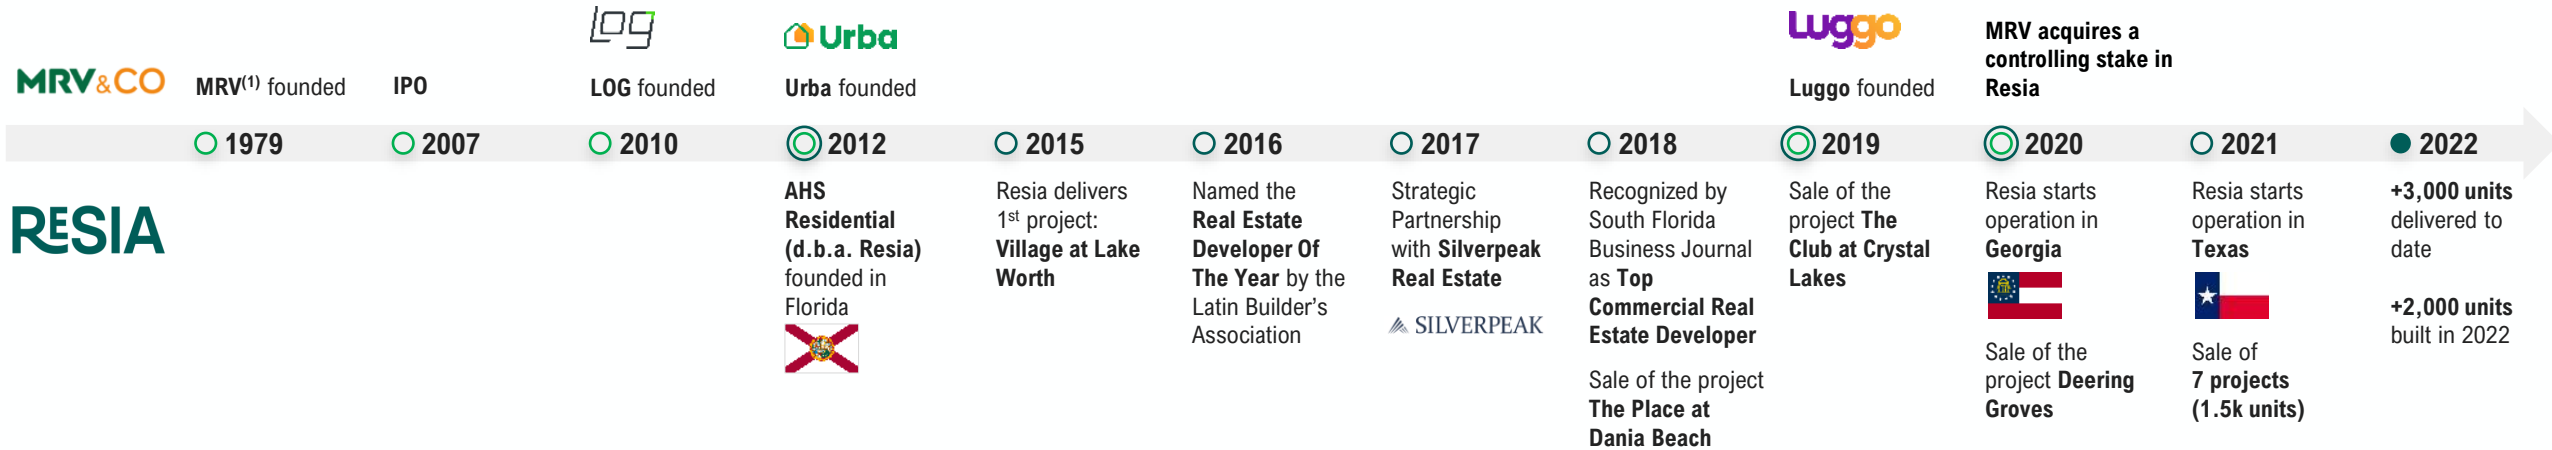 log
Urba
Luggo
MRV acquires a
controlling stake in
Resia
MRV&CO
MRV(1) founded
IPO
LOG founded
Urba founded
Luggo founded
1979
2007
2010
2012
2015
2016
2017
2018
2019
2020
2021
2022
RESIA
AHS
Residential
(d.b.a. Resia)
founded in
Florida
Resia delivers
1st project:
Village at Lake
Worth
Named the
Real Estate
Developer Of
The Year by the
Latin Builder’s
Association
Strategic
Partnership
with Silverpeak
Real Estate
SILVERPEAK
Recognized by
South Florida
Business Journal
as Top
Commercial Real
Estate Developer
Sale of the project
The Place at
Dania Beach
Sale of the
project The
Club at Crystal
Lakes
Resia starts
operation in
Georgia
Sale of the
project Deering
Groves
Resia starts
operation in
Texas
Sale of
7 projects
(1.5k units)
+3,000 units
delivered to
date
+2,000 units
built in 2022